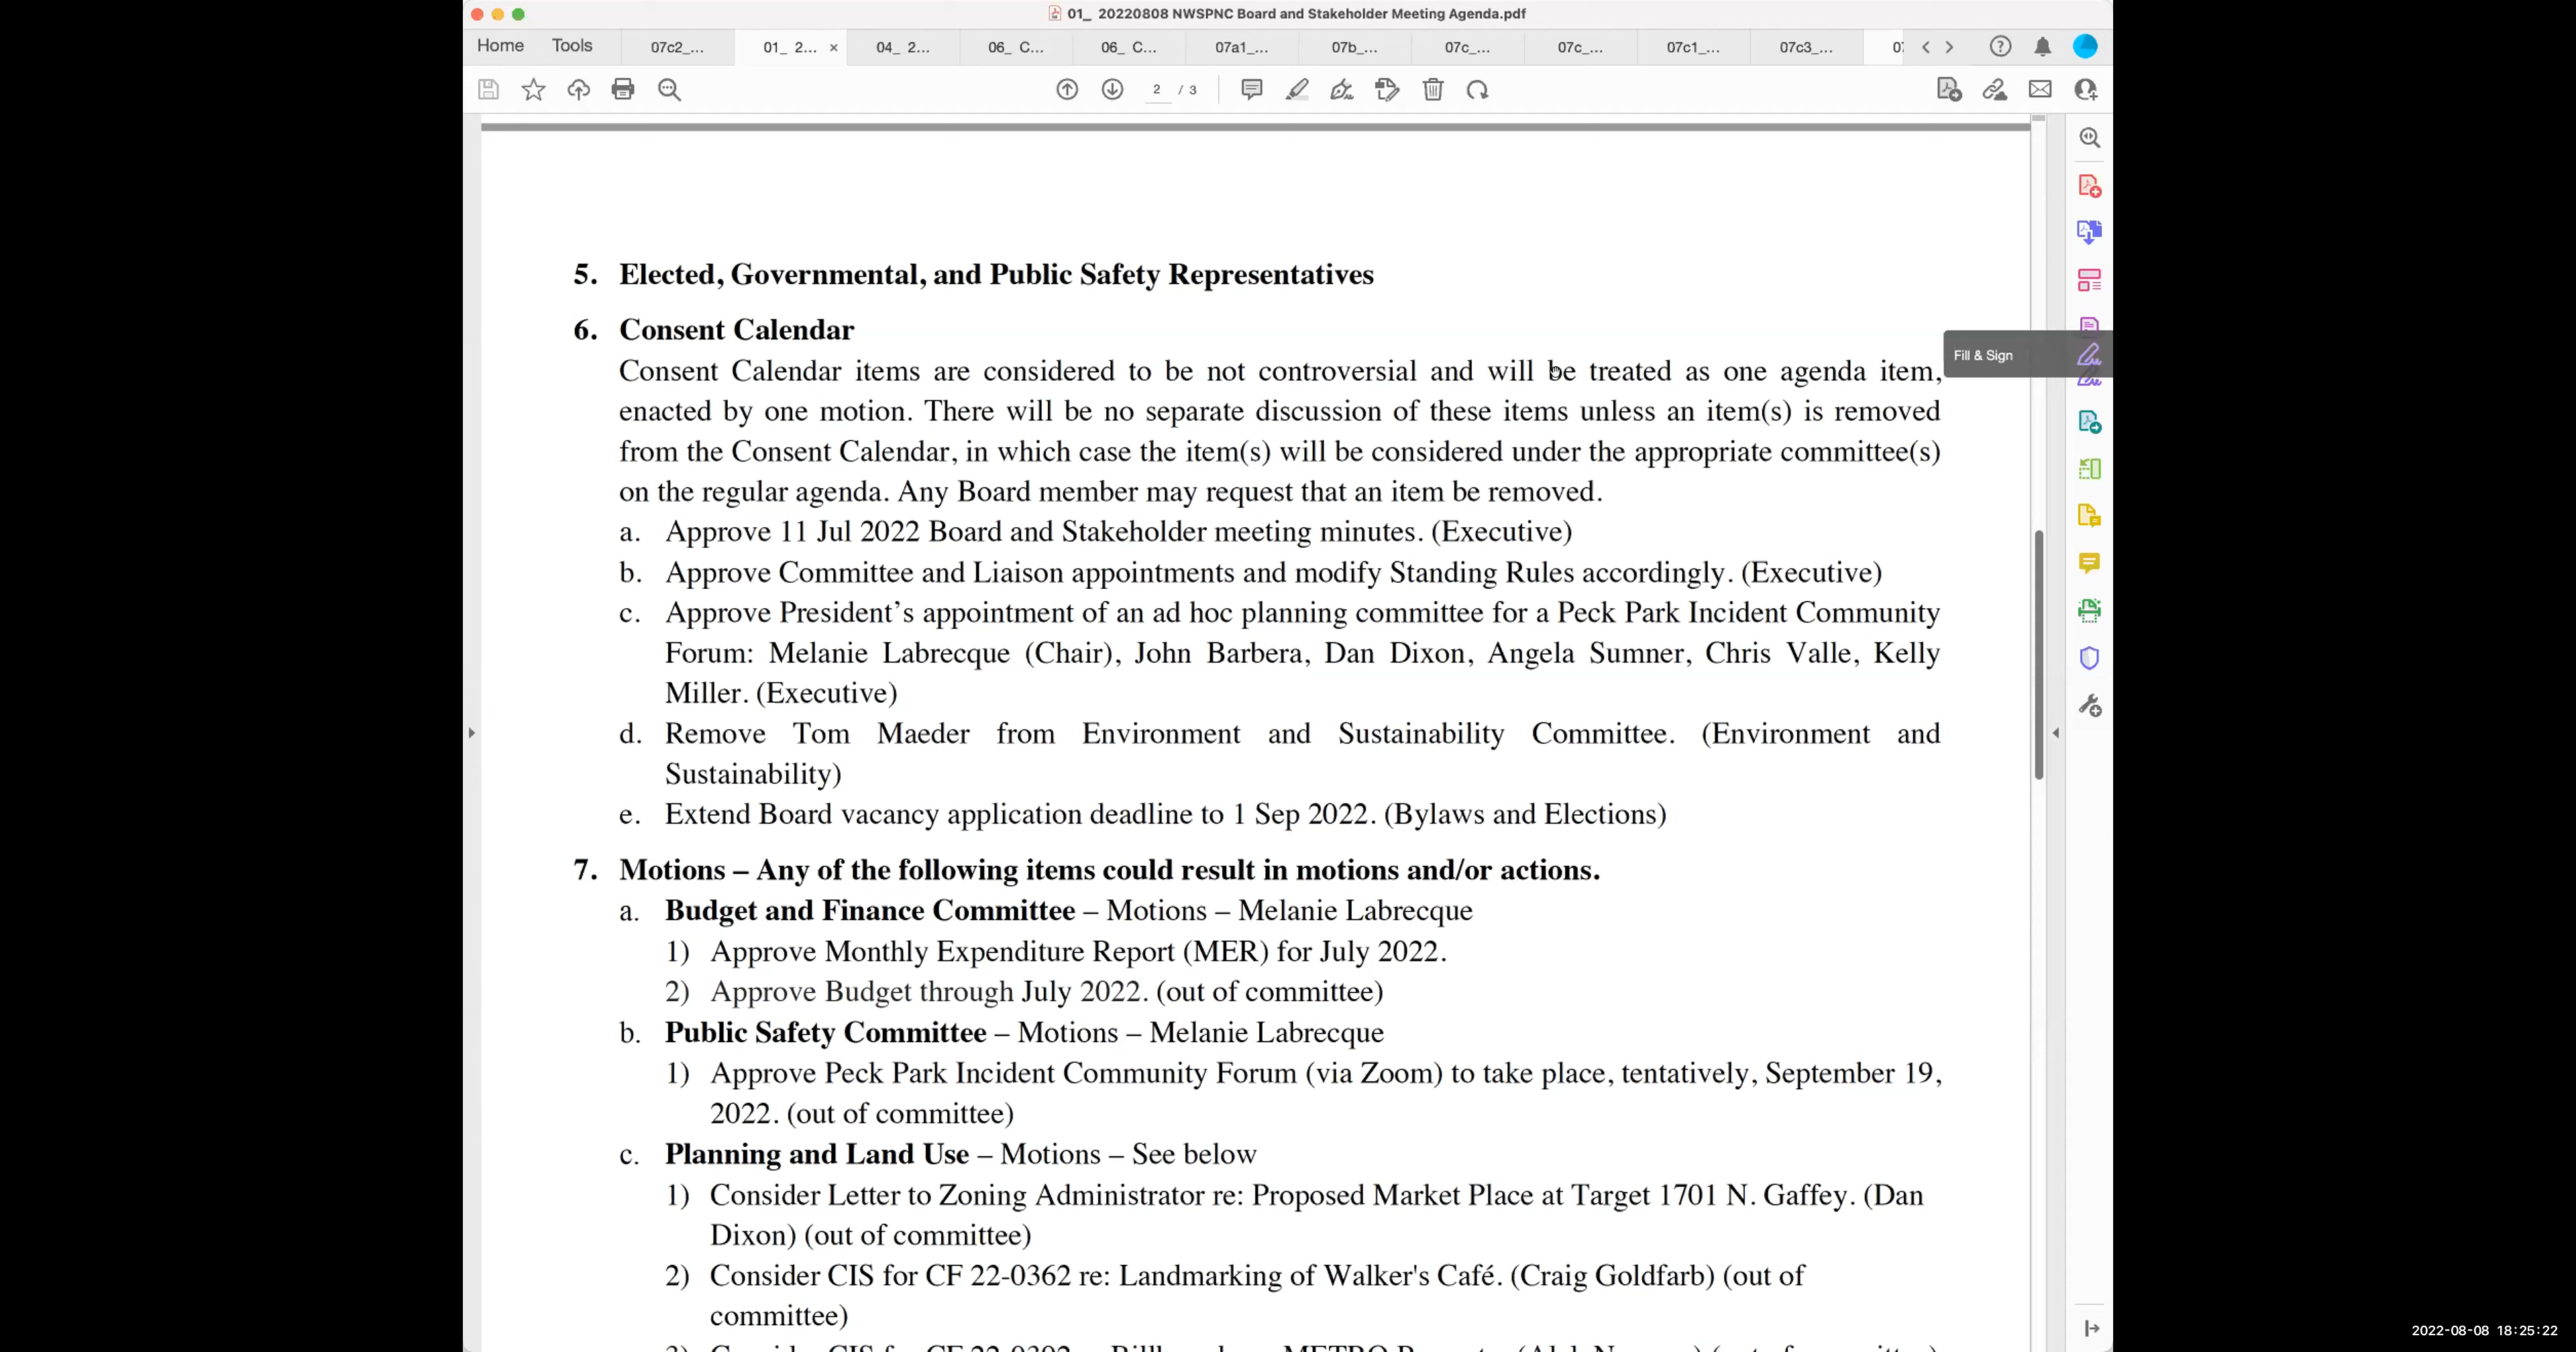 01_ 20220808 NWSPNC Board and Stakeholder Meeting Agenda.pdf
Home Tools 07c2_... 01_ 2... × 04_ 2... 06_ C... 06_ C... 07a1_... 07b_... 07c_... 07c_... 07c1_... 07c3_...
2 / 3
5. Elected, Governmental, and Public Safety Representatives
6. Consent Calendar
Consent Calendar items are considered to be not controversial and will be treated as one agenda item,
Fill & Sign
enacted by one motion. There will be no separate discussion of these items unless an item(s) is removed
from the Consent Calendar, in which case the item(s) will be considered under the appropriate committee(s)
on the regular agenda. Any Board member may request that an item be removed.
a. Approve 11 Jul 2022 Board and Stakeholder meeting minutes. (Executive)
b. Approve Committee and Liaison appointments and modify Standing Rules accordingly. (Executive)
c. Approve President’s appointment of an ad hoc planning committee for a Peck Park Incident Community
Forum: Melanie Labrecque (Chair), John Barbera, Dan Dixon, Angela Sumner, Chris Valle, Kelly
Miller. (Executive)
d. Remove Tom Maeder from Environment and Sustainability Committee. (Environment and
Sustainability)
e. Extend Board vacancy application deadline to 1 Sep 2022. (Bylaws and Elections)
7. Motions – Any of the following items could result in motions and/or actions.
a. Budget and Finance Committee – Motions – Melanie Labrecque
1) Approve Monthly Expenditure Report (MER) for July 2022.
2) Approve Budget through July 2022. (out of committee)
b. Public Safety Committee – Motions – Melanie Labrecque
1) Approve Peck Park Incident Community Forum (via Zoom) to take place, tentatively, September 19,
2022. (out of committee)
c. Planning and Land Use – Motions – See below
1) Consider Letter to Zoning Administrator re: Proposed Market Place at Target 1701 N. Gaffey. (Dan
Dixon) (out of committee)
2) Consider CIS for CF 22-0362 re: Landmarking of Walker's Café. (Craig Goldfarb) (out of
committee)
2022-08-08 18:25:22